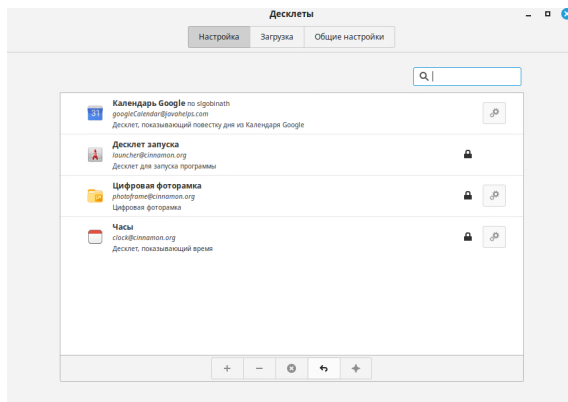 Десклеты
Настройка Загрузка Общие настройки
Календарь Google по slgobinath
31
googleCalendar@javahelps.com
Десклет, показывающий повестку дня из Календаря Google
Десклет запуска
launcher@cinnamon.org
Десклет для запуска программы
Цифровая фоторамка
photoframe@cinnamon.org
Цифровая фоторамка
Часы
clock@cinnamon.org
Десклет, показывающий время